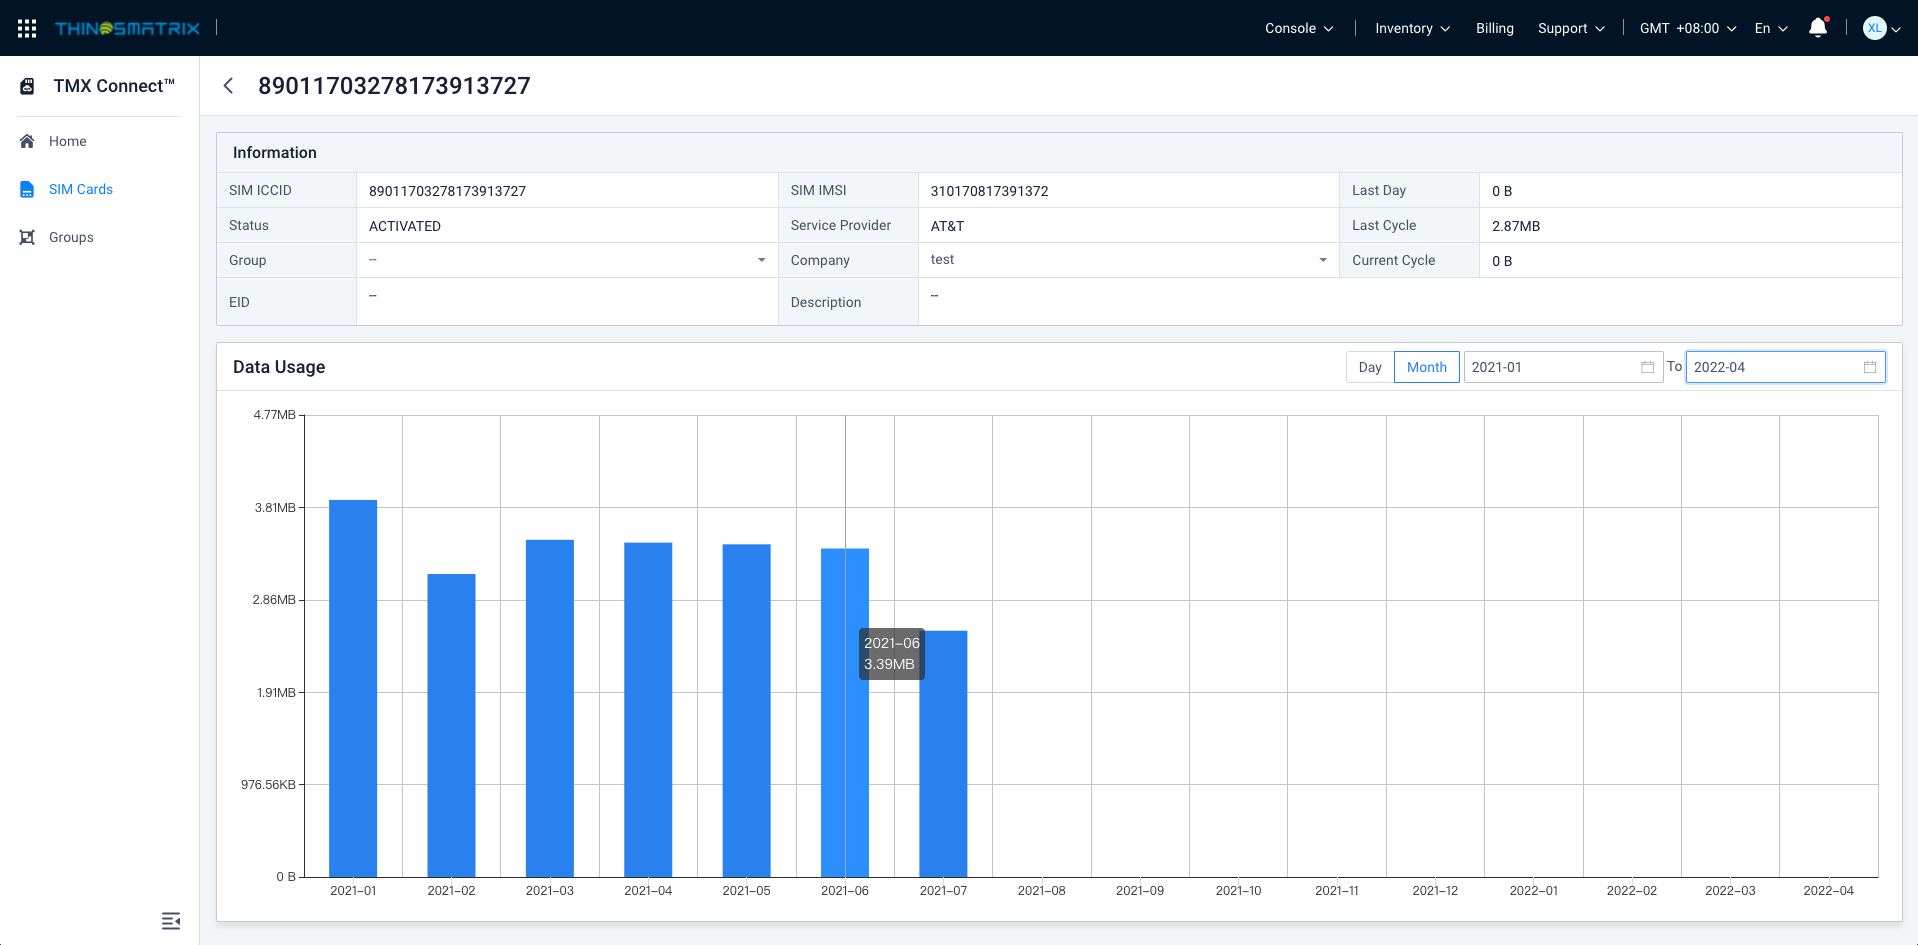 THINGSMATRIX
Console
Inventory
Billing
Support
GMT +08:00
En
XL
TMX Connect™
Home
SIM Cards
Groups
89011703278173913727
Information
SIM ICCID 89011703278173913727 SIM IMSI 310170817391372 Last Day 0 B
Status ACTIVATED Service Provider AT&T Last Cycle 2.87MB
Group -- Company test Current Cycle 0 B
EID -- Description --
Data Usage
Day Month 2021-01 To 2022-04
4.77MB
3.81MB
2.86MB
1.91MB
976.56KB
0 B
2021-06
3.39MB
2021-01 2021-02 2021-03 2021-04 2021-05 2021-06 2021-07 2021-08 2021-09 2021-10 2021-11 2021-12 2022-01 2022-02 2022-03 2022-04